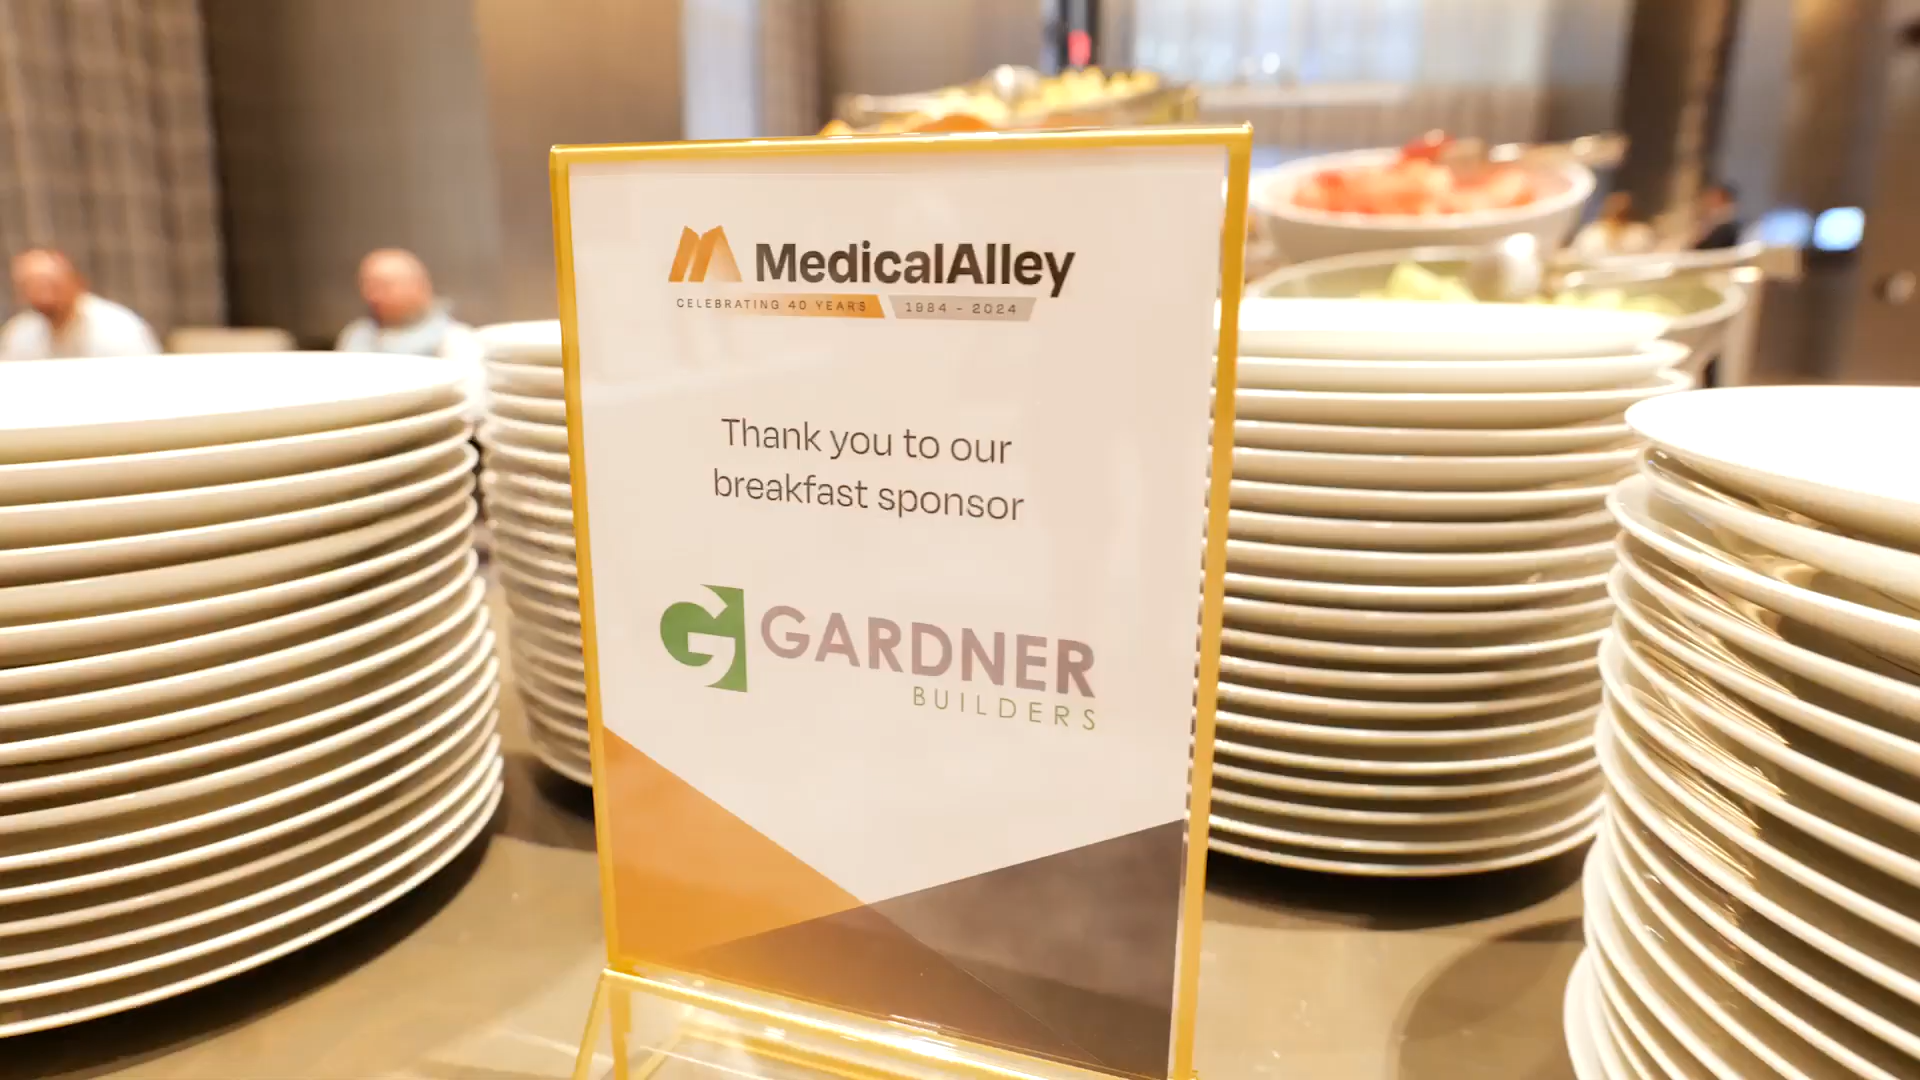 MedicalAlley
CELEBRATING 40 YEARS 1984 - 2024
Thank you to our
breakfast sponsor
GARDNER
BUILDERS